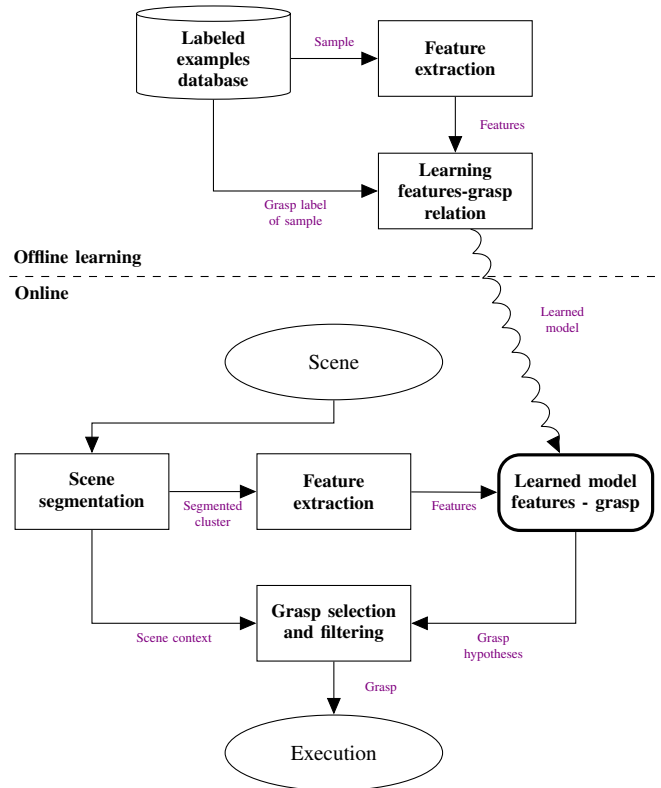 Labeled
examples
database
Sample
Feature
extraction
Features
Learning
features-grasp
relation
Grasp label
of sample
Offline learning
Online
Learned
model
Scene
Scene
segmentation
Segmented
cluster
Feature
extraction
Features
Learned model
features - grasp
Scene context
Grasp selection
and filtering
Grasp
hypotheses
Grasp
Execution